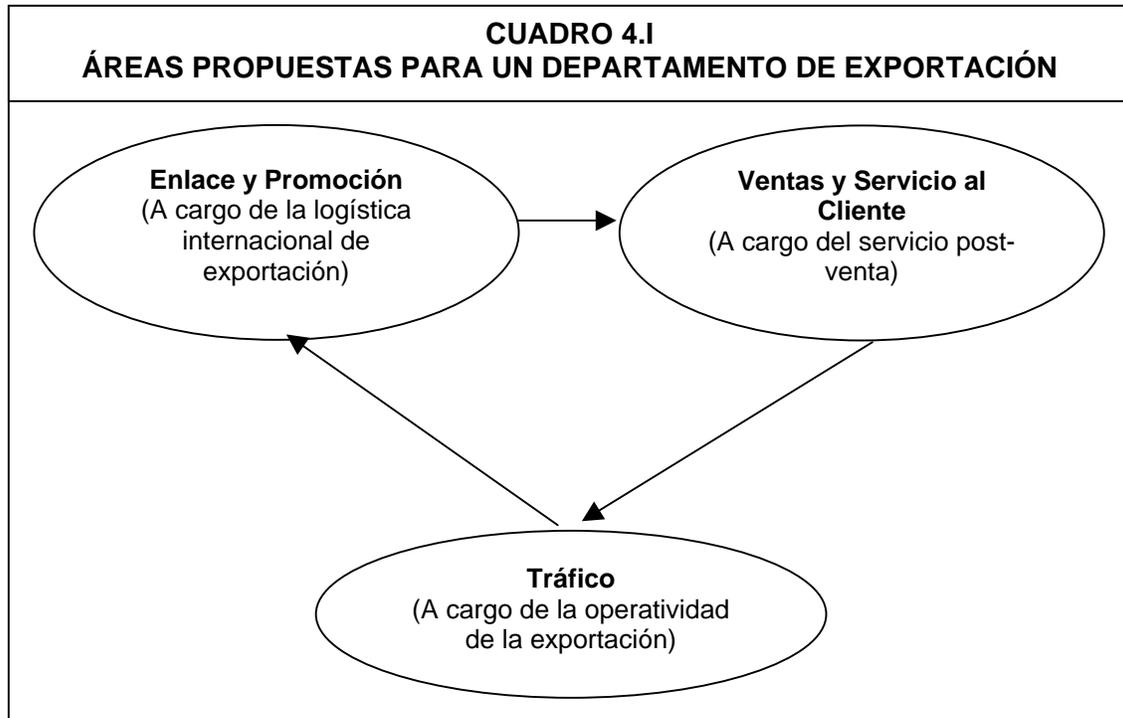 CUADRO 4.I
ÁREAS PROPUESTAS PARA UN DEPARTAMENTO DE EXPORTACIÓN
Enlace y Promoción
(A cargo de la logística
internacional de
exportación)
Ventas y Servicio al
Cliente
(A cargo del servicio post-
venta)
Tráfico
(A cargo de la operatividad
de la exportación)